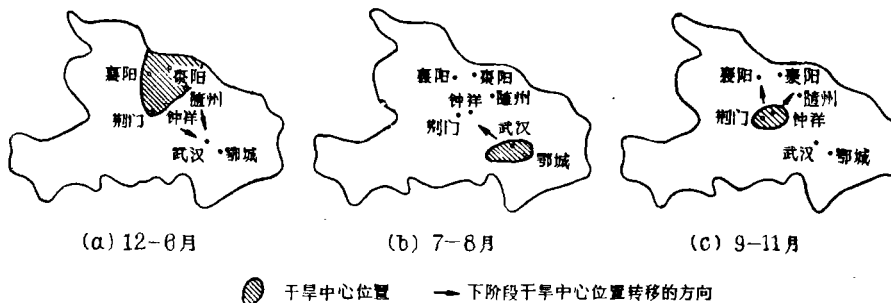 襄阳
枣阳
随州
荆门
钟祥
武汉
鄂城
(a) 12-6月
襄阳
枣阳
钟祥
随州
荆门
武汉
鄂城
(b) 7-8月
襄阳
枣阳
随州
荆门
钟祥
武汉
鄂城
(c) 9-11月
干旱中心位置
下阶段干旱中心位置转移的方向